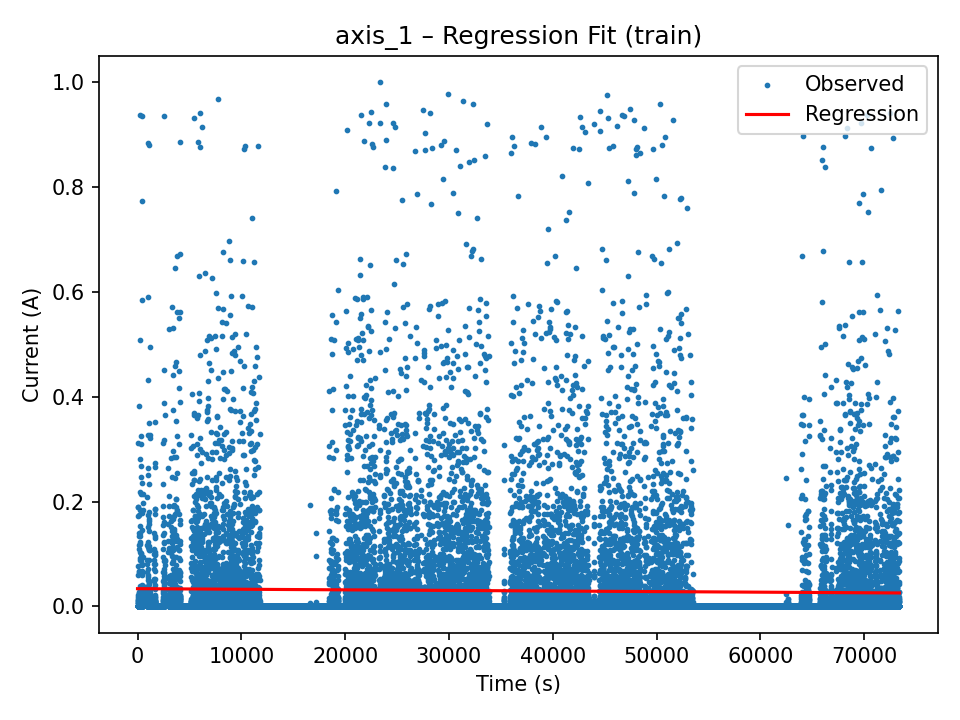 axis_1 – Regression Fit (train)
Observed
Regression
1.0
0.8
0.6
0.4
0.2
0.0
Current (A)
0 10000 20000 30000 40000 50000 60000 70000
Time (s)